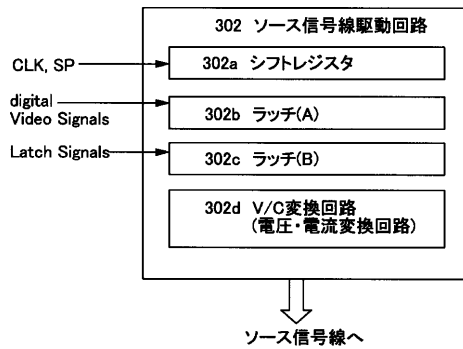 302 ソース信号線駆動回路
CLK, SP
302a シフトレジスタ
digital
Video Signals
302b ラッチ(A)
Latch Signals
302c ラッチ(B)
302d V/C変換回路
(電圧・電流変換回路)
ソース信号線へ